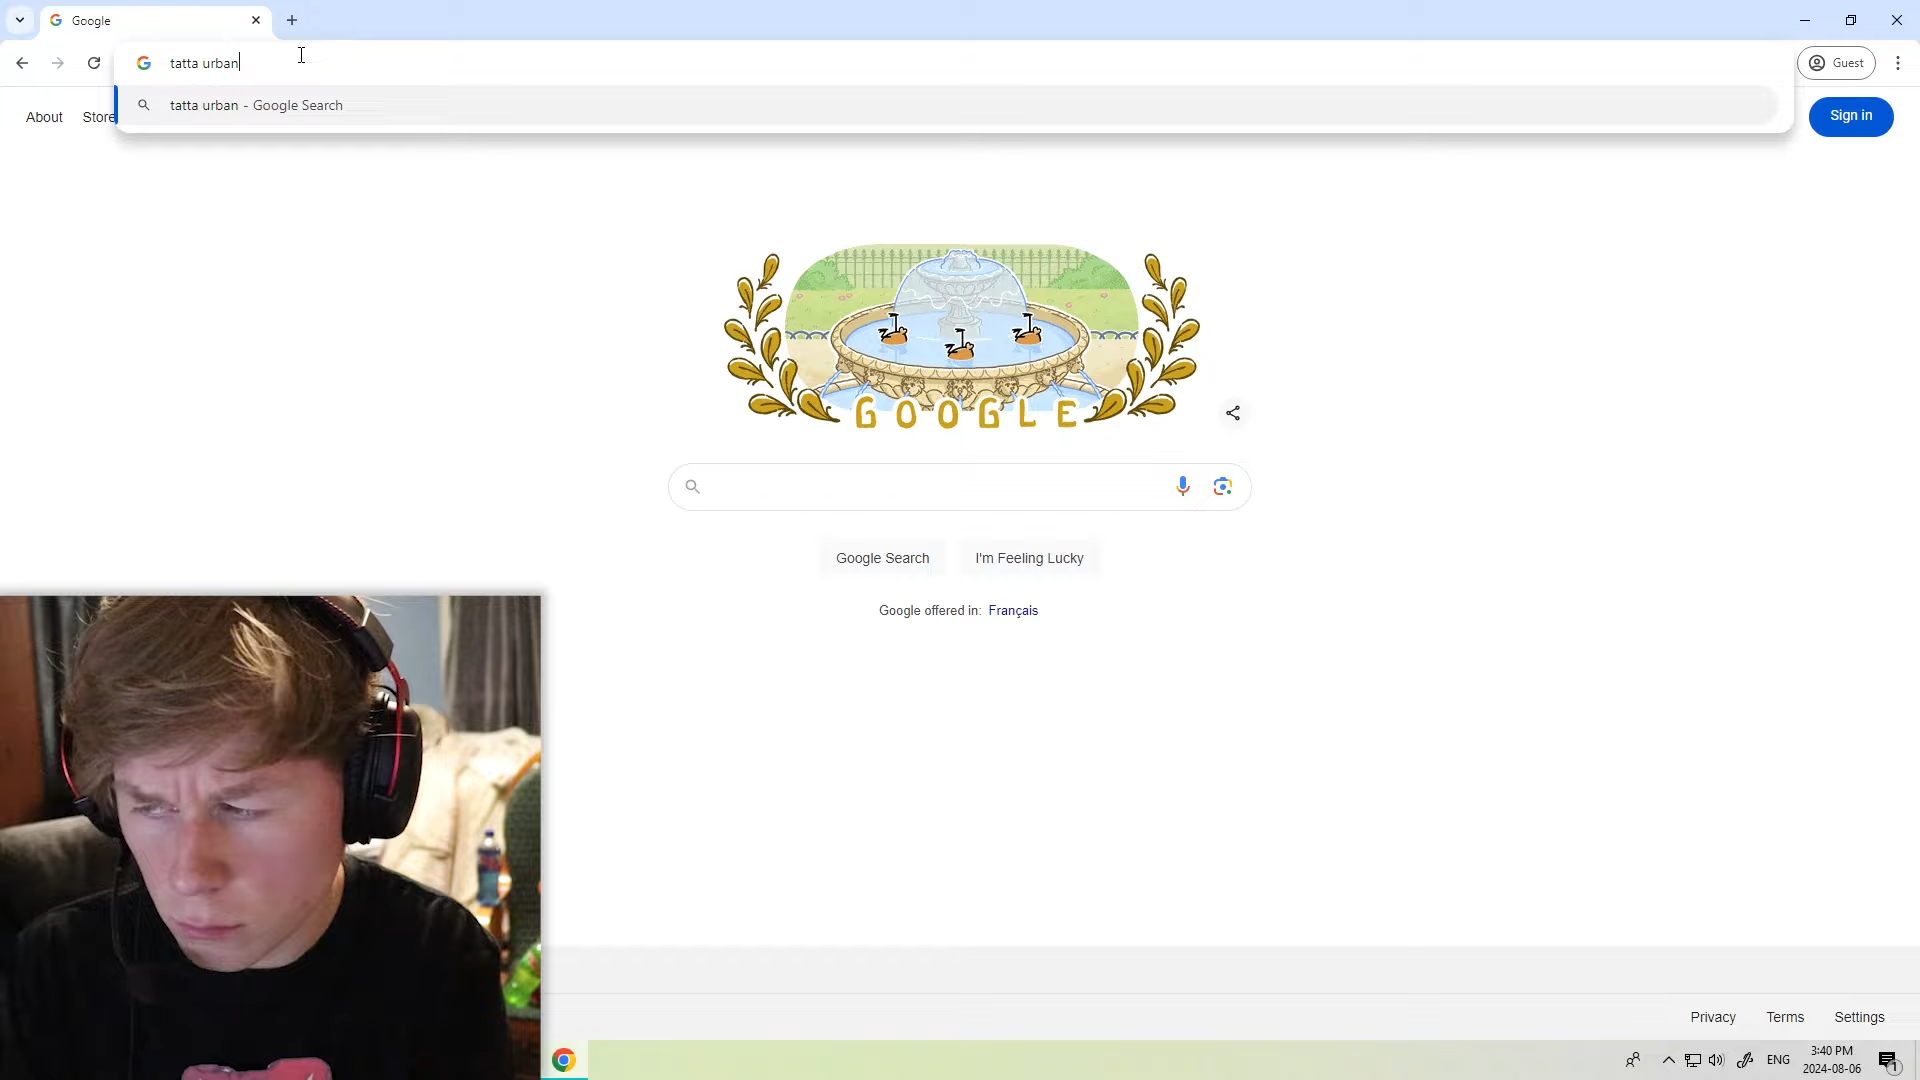 Google
tatta urban
Guest
tatta urban - Google Search
About
Store
Sign in
GOOGLE
Google Search
I'm Feeling Lucky
Google offered in: Français
Privacy
Terms
Settings
ENG
3:40 PM
2024-08-06
1